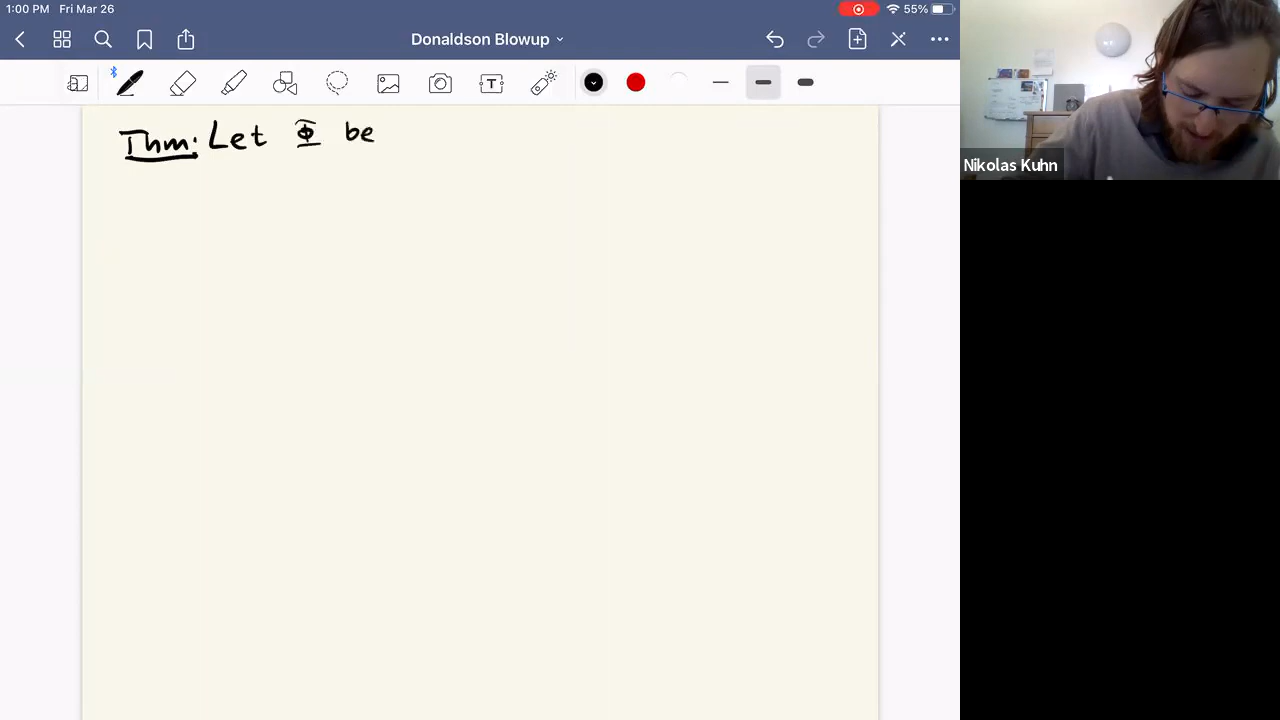 1:00 PM Fri Mar 26
55%
Donaldson Blowup
Thm: Let Φ be
Nikolas Kuhn